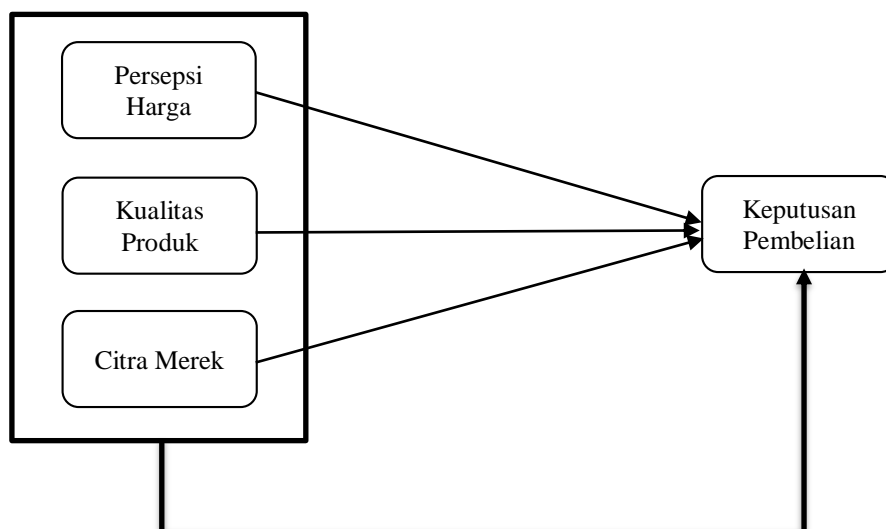 Persepsi
Harga
Kualitas
Produk
Citra Merek
Keputusan
Pembelian